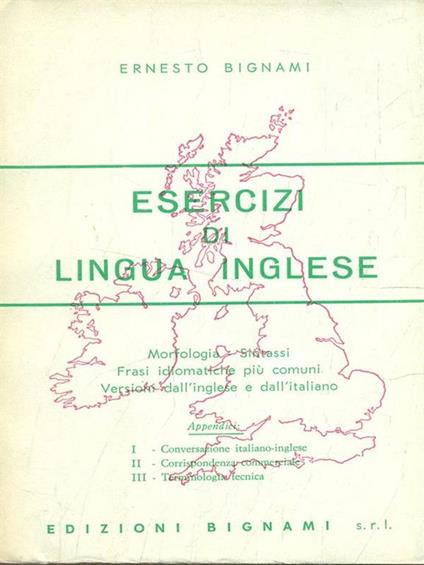 ERNESTO BIGNAMI
ESERCIZI
DI
LINGUA INGLESE
Morfologia - Sintassi
Frasi idiomatiche più comuni
Versioni dall'inglese e dall'italiano
Appendici:
I - Conversazione italiano-inglese
II - Corrispondenza commerciale
III - Terminologia tecnica
EDIZIONI BIGNAMI s.r.l.